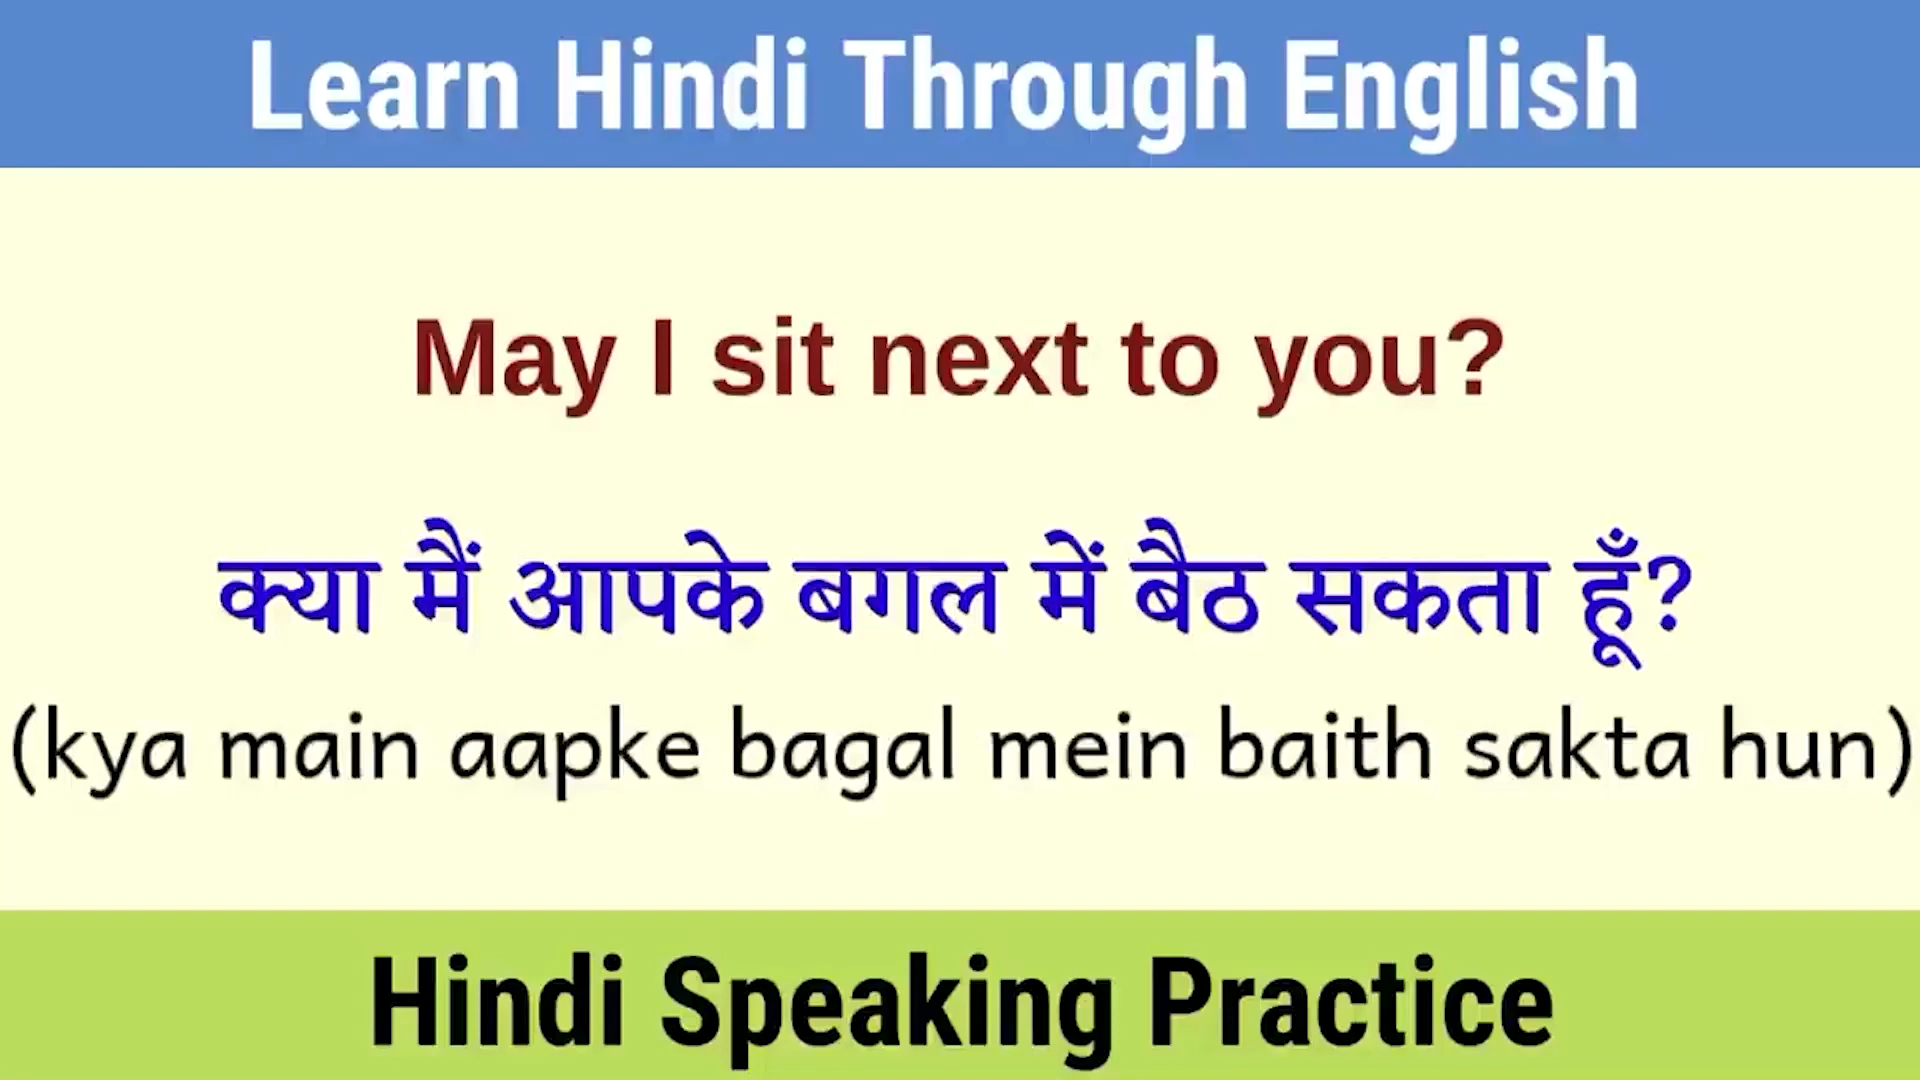 Learn Hindi Through English
May I sit next to you?
क्या मैं आपके बगल में बैठ सकता हूँ?
(kya main aapke bagal mein baith sakta hun)
Hindi Speaking Practice